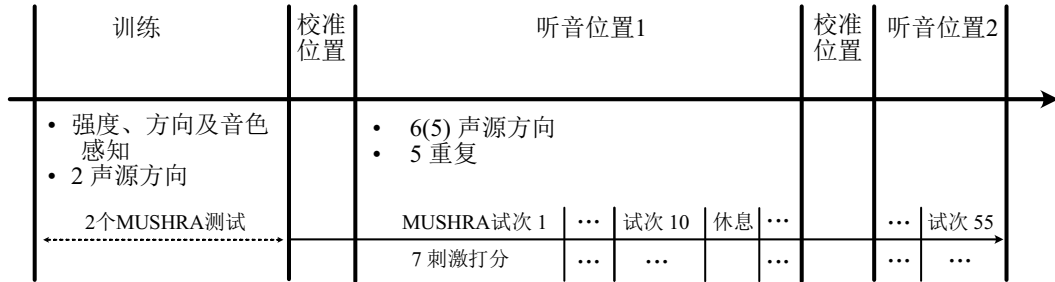 训练
校准
位置
听音位置1
校准
位置
听音位置2
• 强度、方向及音色
感知
• 2 声源方向
• 6(5) 声源方向
• 5 重复
2个MUSHRA测试
MUSHRA试次 1 ··· 试次 10 休息 ··· ··· 试次 55
7 刺激打分 ··· ··· ··· ··· ···